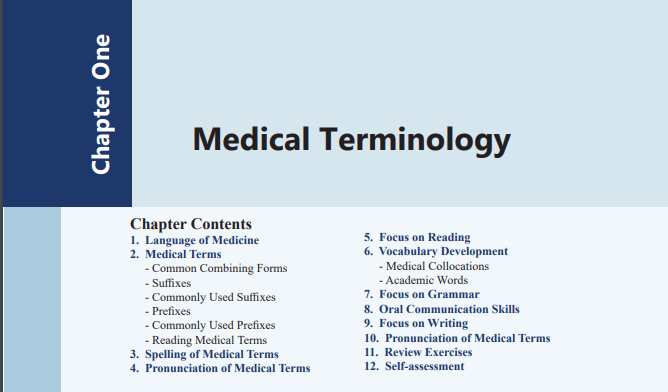 Chapter One
Medical Terminology
Chapter Contents
1. Language of Medicine
2. Medical Terms
- Common Combining Forms
- Suffixes
- Commonly Used Suffixes
- Prefixes
- Commonly Used Prefixes
- Reading Medical Terms
3. Spelling of Medical Terms
4. Pronunciation of Medical Terms
5. Focus on Reading
6. Vocabulary Development
- Medical Collocations
- Academic Words
7. Focus on Grammar
8. Oral Communication Skills
9. Focus on Writing
10. Pronunciation of Medical Terms
11. Review Exercises
12. Self-assessment